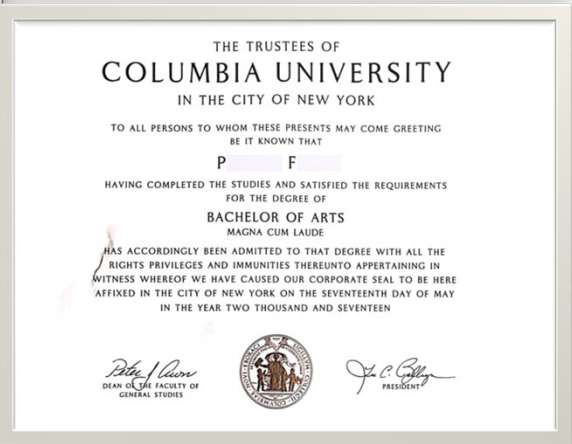 THE TRUSTEES OF
COLUMBIA UNIVERSITY
IN THE CITY OF NEW YORK
TO ALL PERSONS TO WHOM THESE PRESENTS MAY COME GREETING
BE IT KNOWN THAT
P F
HAVING COMPLETED THE STUDIES AND SATISFIED THE REQUIREMENTS
FOR THE DEGREE OF
BACHELOR OF ARTS
MAGNA CUM LAUDE
HAS ACCORDINGLY BEEN ADMITTED TO THAT DEGREE WITH ALL THE
RIGHTS PRIVILEGES AND IMMUNITIES THEREUNTO APPERTAINING IN
WITNESS WHEREOF WE HAVE CAUSED OUR CORPORATE SEAL TO BE HERE
AFFIXED IN THE CITY OF NEW YORK ON THE SEVENTEENTH DAY OF MAY
IN THE YEAR TWO THOUSAND AND SEVENTEEN
DEAN OF THE FACULTY OF
GENERAL STUDIES
PRESIDENT